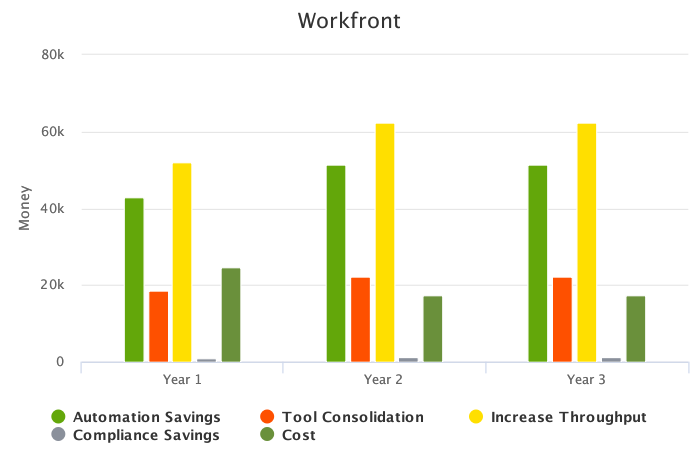 Workfront
80k
60k
40k
20k
0
Money
Year 1 Year 2 Year 3
Automation Savings Tool Consolidation Increase Throughput
Compliance Savings Cost